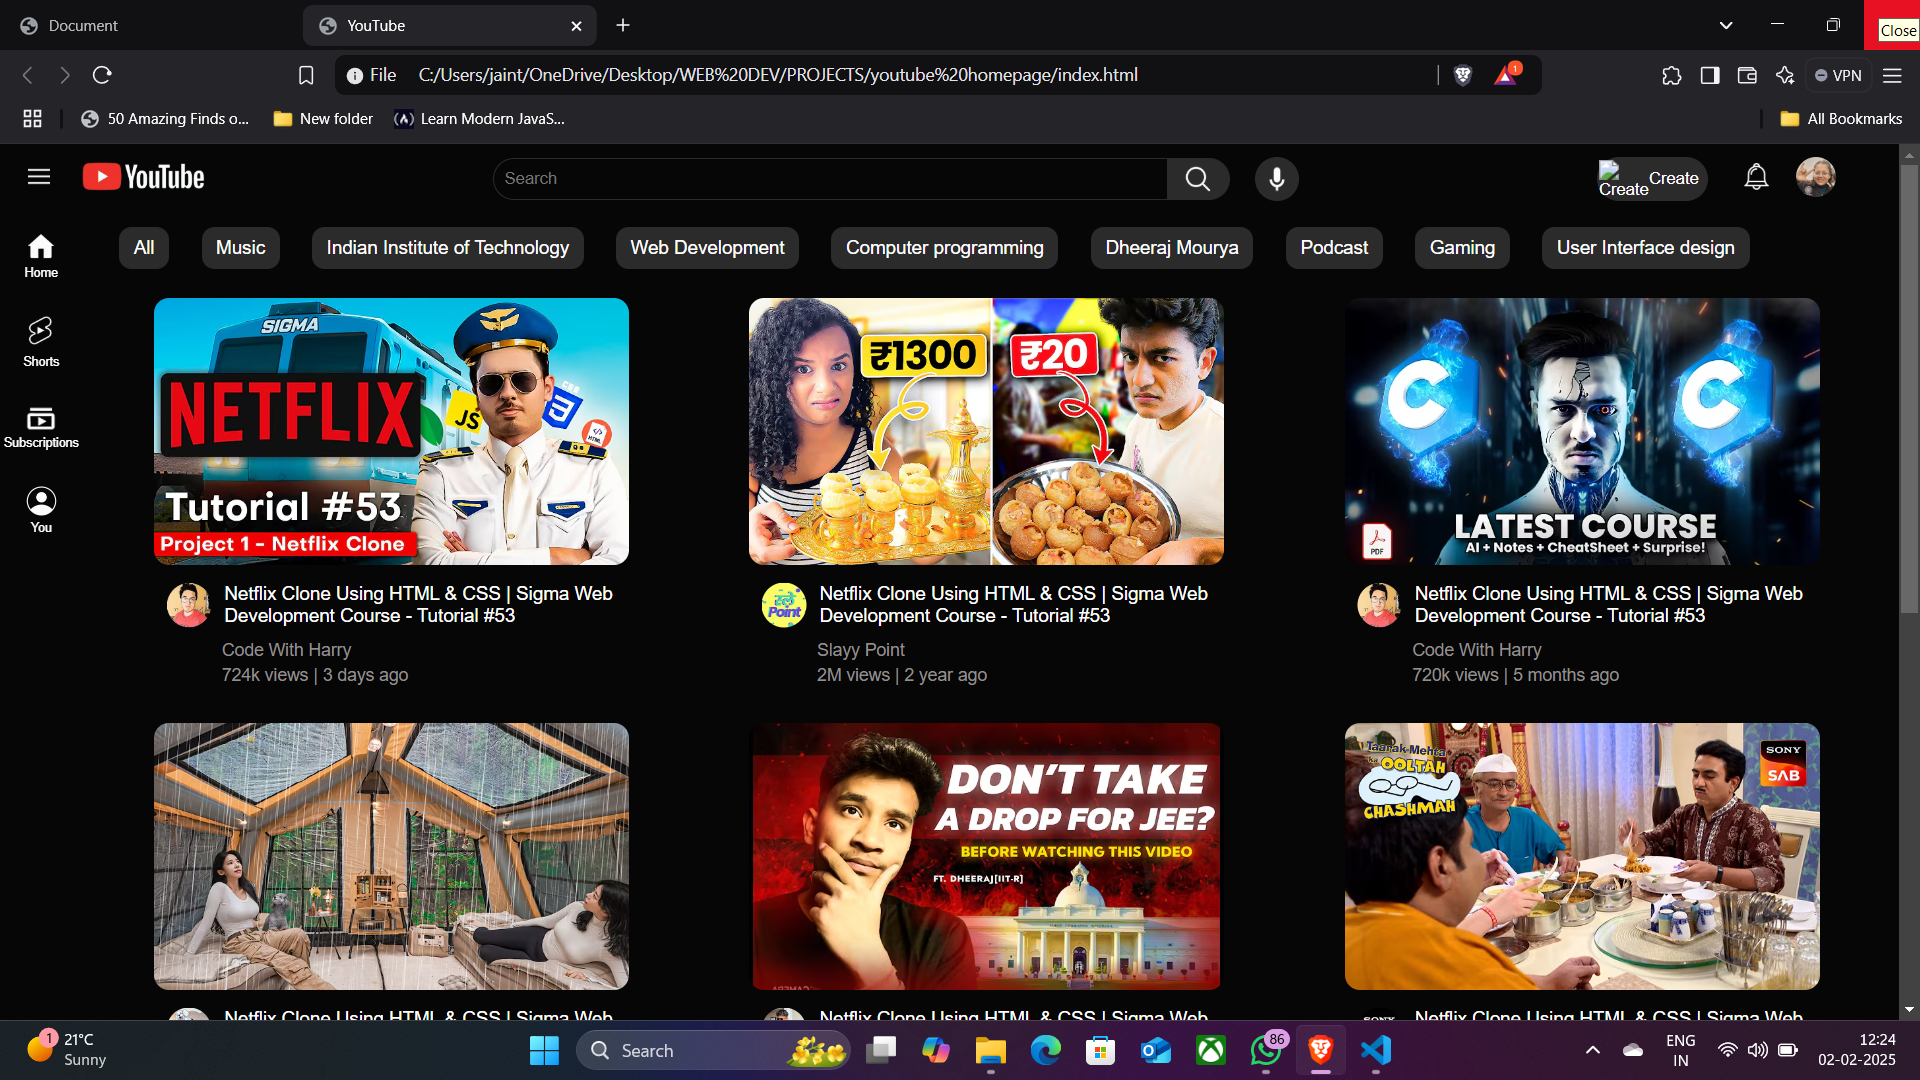 Document
YouTube
Close
File C:/Users/jaint/OneDrive/Desktop/WEB%20DEV/PROJECTS/youtube%20homepage/index.html
1
VPN
50 Amazing Finds o...
New folder
Learn Modern JavaS...
All Bookmarks
YouTube
Search
Create Create
Home
Shorts
Subscriptions
You
All
Music
Indian Institute of Technology
Web Development
Computer programming
Dheeraj Mourya
Podcast
Gaming
User Interface design
SIGMA
NETFLIX
JS
CSS
3
HTML
Tutorial #53
Project 1 - Netflix Clone
₹1300
₹20
C
C
PDF
LATEST COURSE
AI + Notes + CheatSheet + Surprise!
Netflix Clone Using HTML & CSS | Sigma Web
Development Course - Tutorial #53
Code With Harry
724k views | 3 days ago
स्ले
Point
Netflix Clone Using HTML & CSS | Sigma Web
Development Course - Tutorial #53
Slayy Point
2M views | 2 year ago
Netflix Clone Using HTML & CSS | Sigma Web
Development Course - Tutorial #53
Code With Harry
720k views | 5 months ago
DON'T TAKE
A DROP FOR JEE?
BEFORE WATCHING THIS VIDEO
FT. DHEERAJ[IIT-R]
Taarak Mehta
OOLTAH
CHASHMAH
SONY
SAB
Netflix Clone Using HTML & CSS | Sigma Web
Netflix Clone Using HTML & CSS | Sigma Web
SONY
Netflix Clone Using HTML & CSS | Sigma Web
1
21°C
Sunny
Search
86
ENG
IN
12:24
02-02-2025